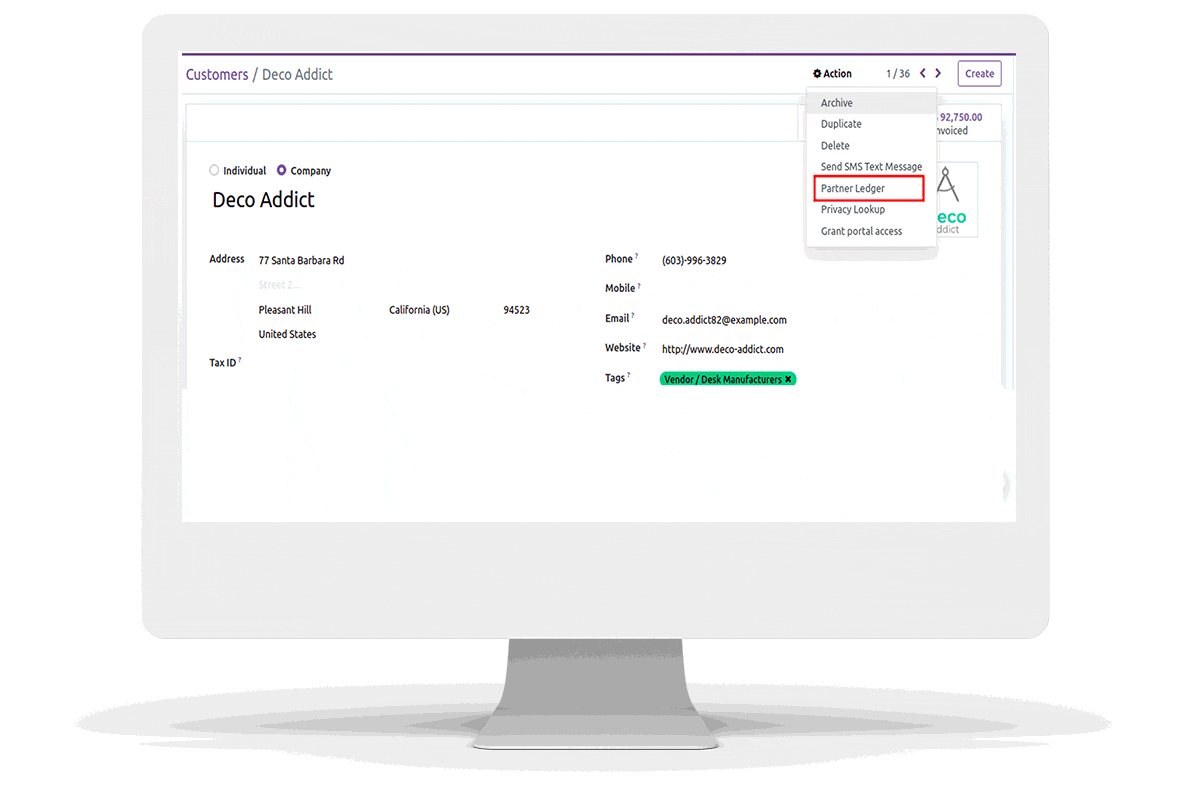 Customers / Deco Addict
Action
1 / 36
Create
Archive
Duplicate
Delete
Send SMS Text Message
Partner Ledger
Privacy Lookup
Grant portal access
92,750.00
nvoiced
Individual
Company
Deco Addict
eco
ddict
Address
77 Santa Barbara Rd
Street 2...
Pleasant Hill
California (US)
94523
United States
Tax ID ?
Phone ?
(603)-996-3829
Mobile ?
Email ?
deco.addict82@example.com
Website ?
http://www.deco-addict.com
Tags ?
Vendor / Desk Manufacturers ×